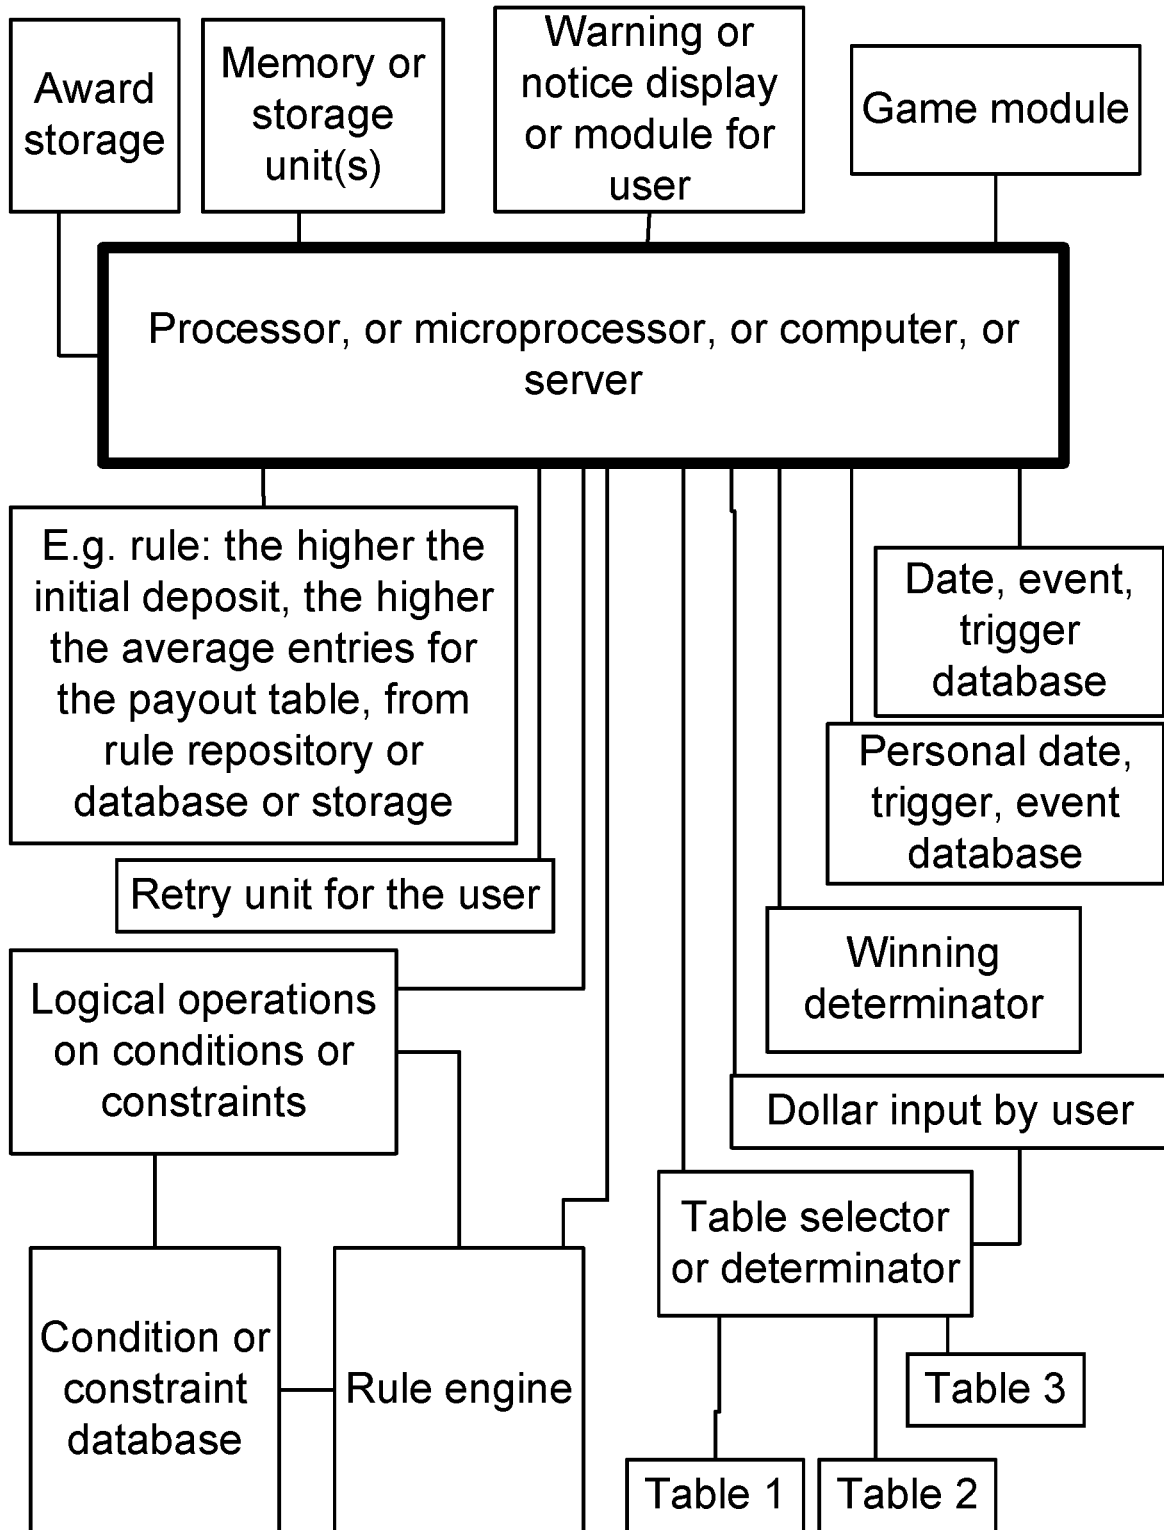 Award
storage
Memory or
storage
unit(s)
Warning or
notice display
or module for
user
Game module
Processor, or microprocessor, or computer, or
server
E.g. rule: the higher the
initial deposit, the higher
the average entries for
the payout table, from
rule repository or
database or storage
Date, event,
trigger
database
Personal date,
trigger, event
database
Retry unit for the user
Winning
determinator
Logical operations
on conditions or
constraints
Dollar input by user
Table selector
or determinator
Condition or
constraint
database
Rule engine
Table 3
Table 1
Table 2